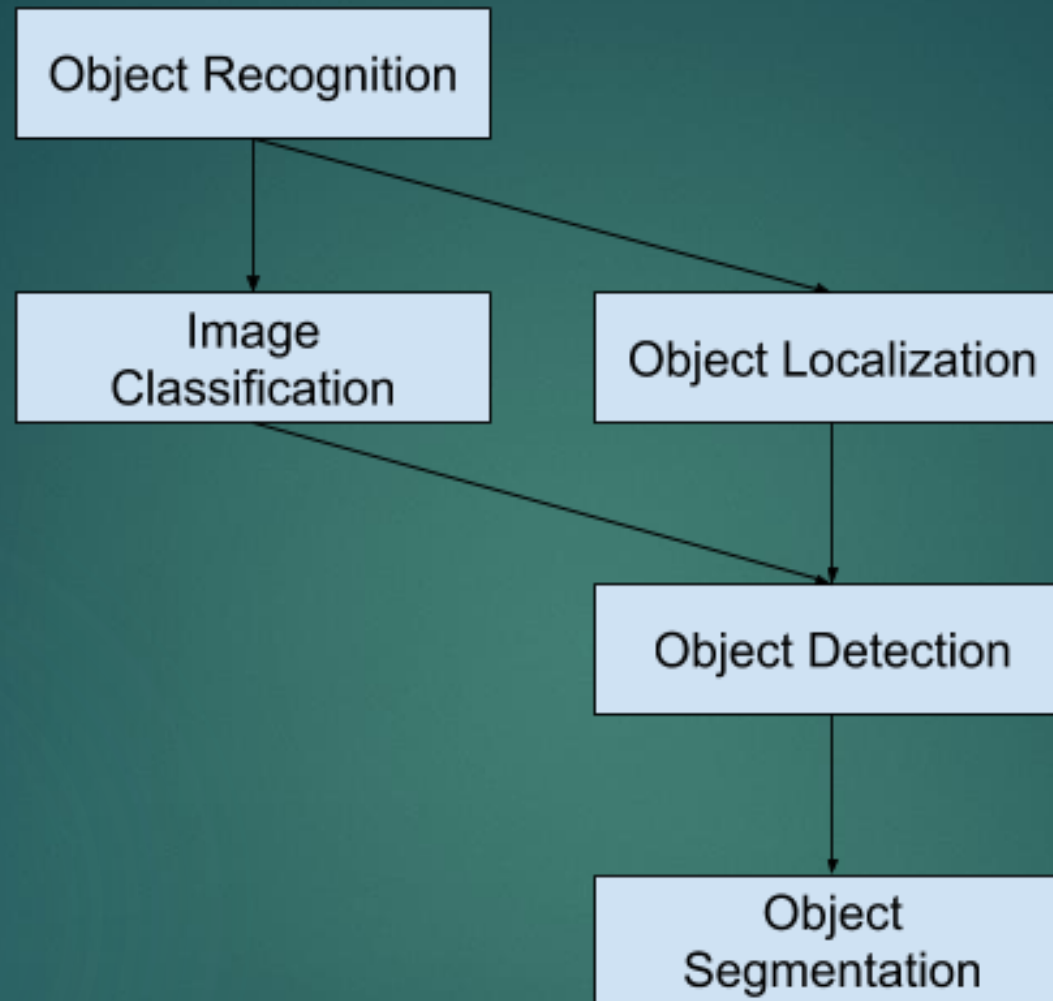 Object Recognition
Image
Classification
Object Localization
Object Detection
Object
Segmentation